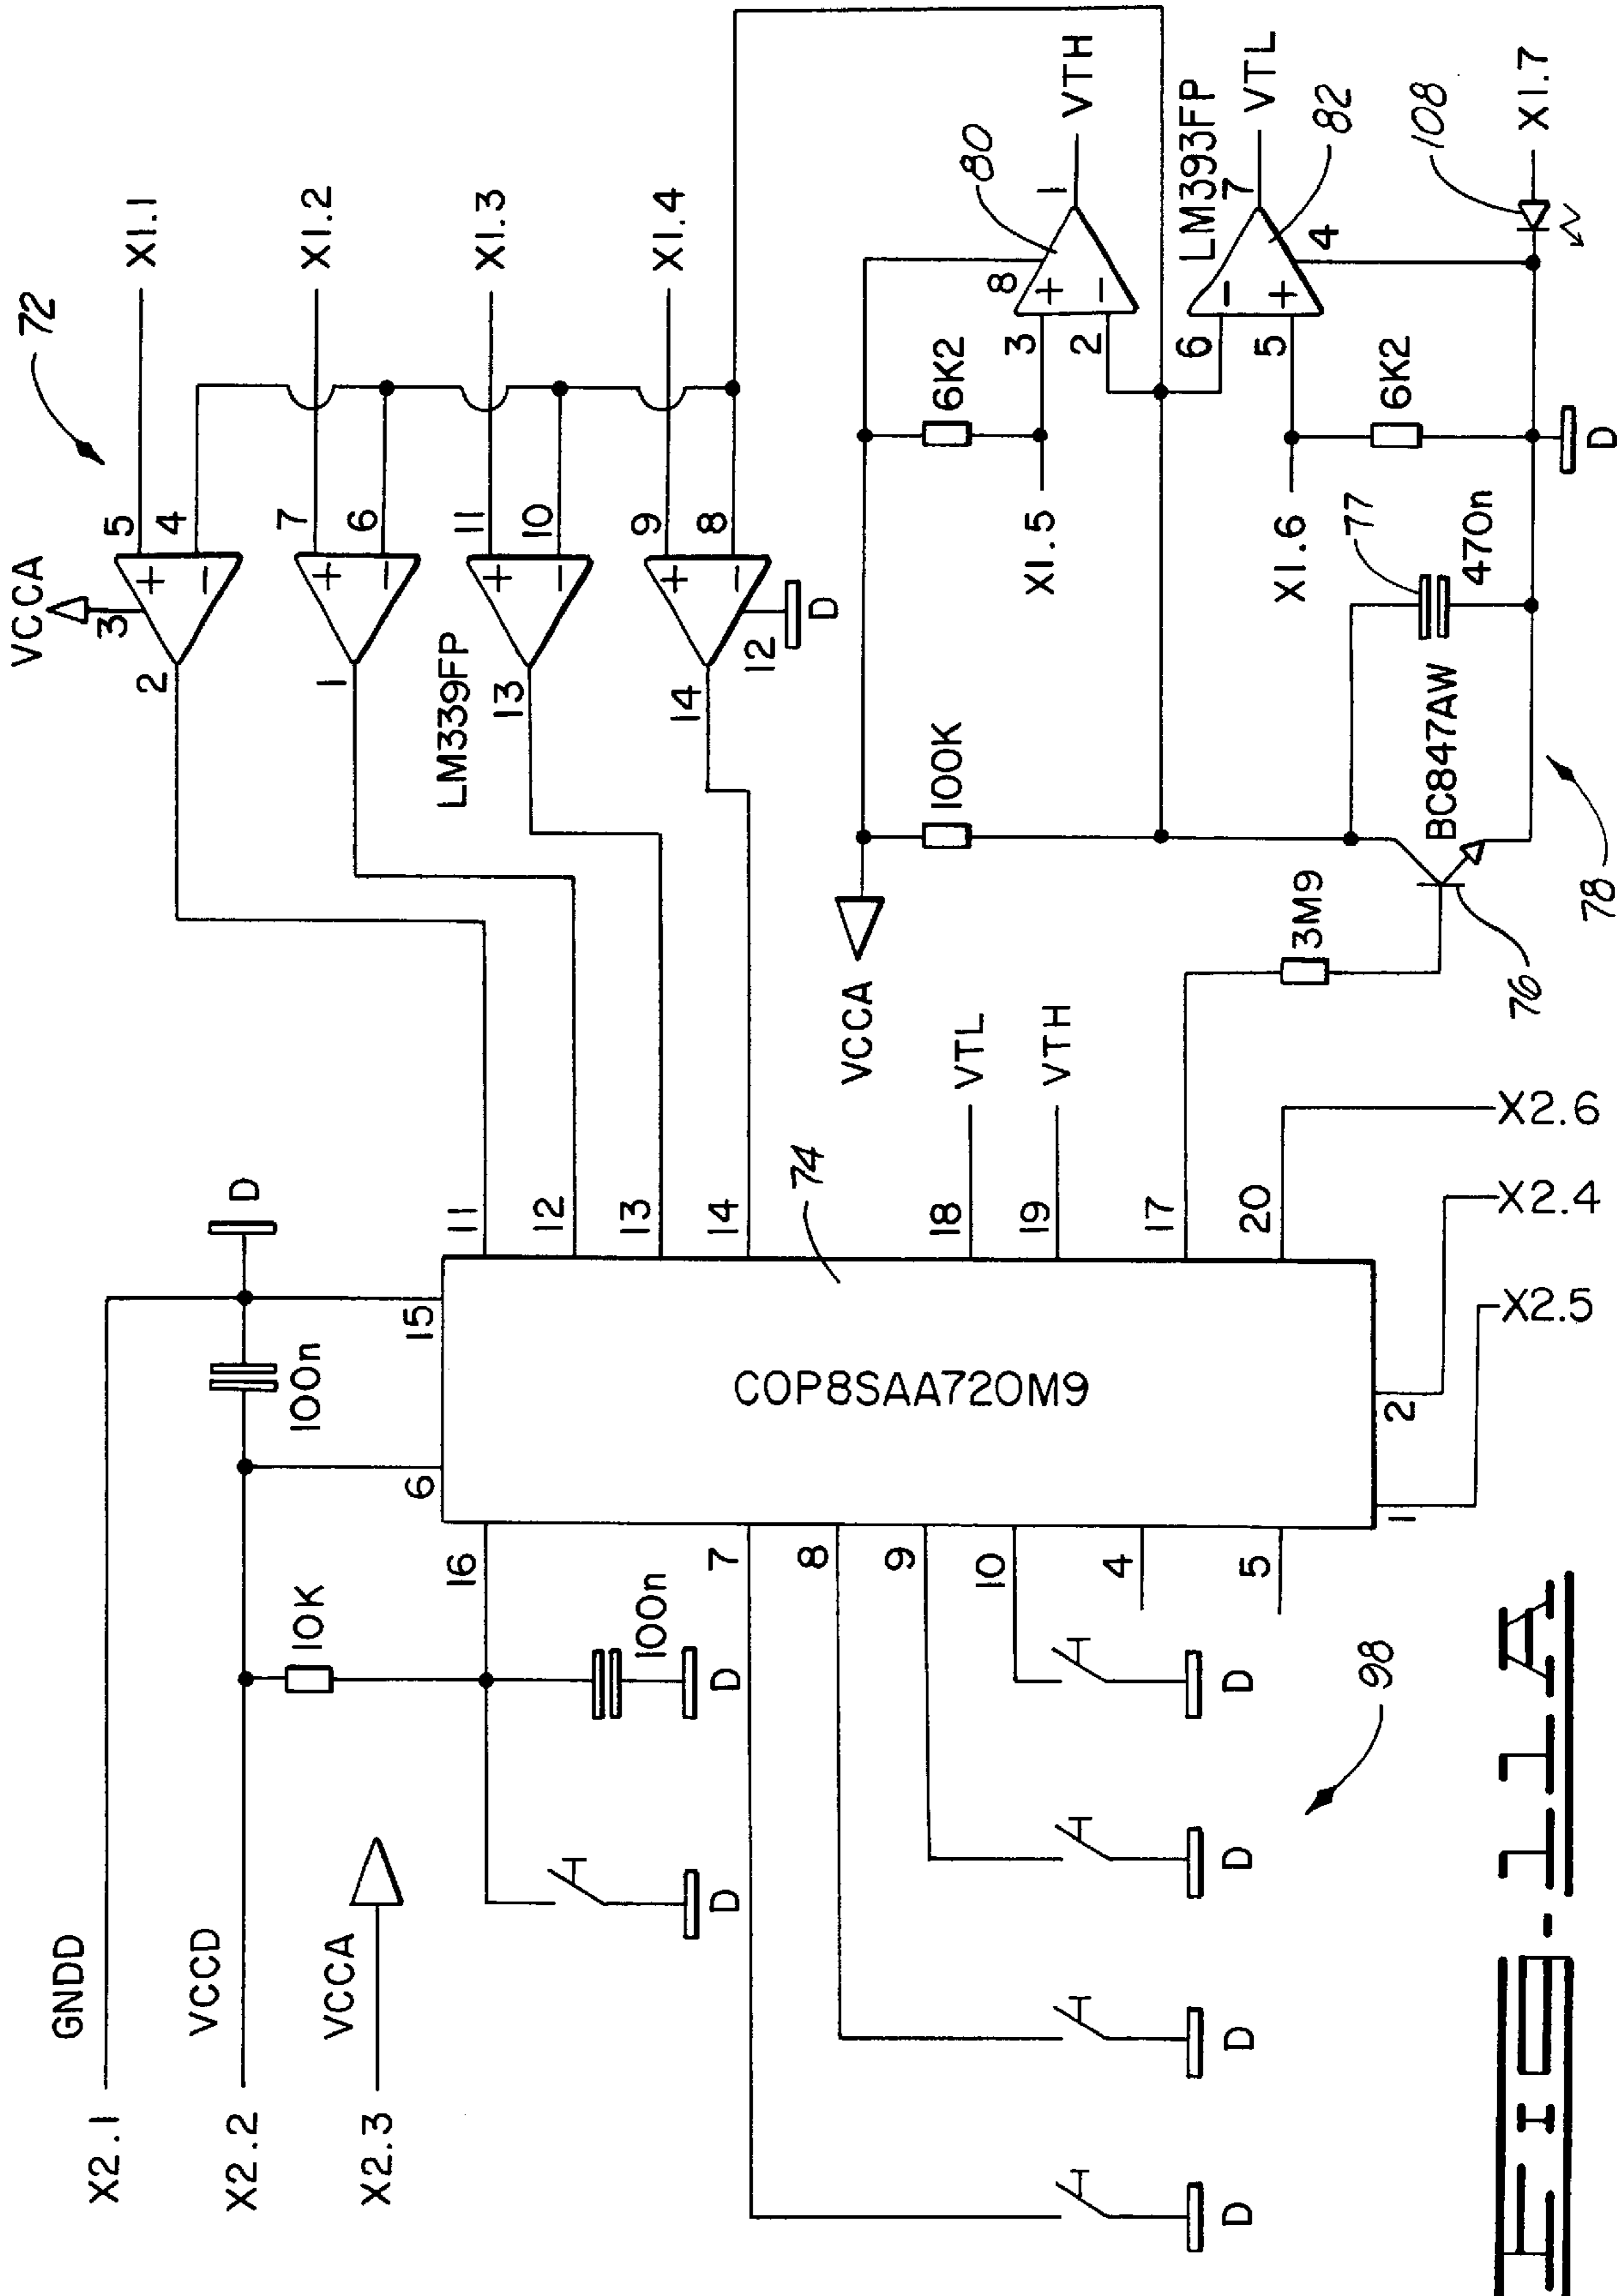 X2.1
GNDD
X2.2
VCCD
X2.3
VCCA
10K
100n
D
100n
D
D
16
6
15
11
12
13
14
18
19
17
20
7
8
9
10
4
5
1
2
COP8SAA720M9
74
VTL
VTH
X2.5
X2.4
X2.6
D
D
D
D
98
VCCA
3
2
5
4
X1.1
72
1
7
6
X1.2
LM339FP
13
11
10
X1.3
14
12
D
9
8
X1.4
VCCA
100K
6K2
X1.5
3
2
8
1
VTH
80
6
5
7
4
LM393FP
VTL
82
X1.6
6K2
3M9
76
BC847AW
77
470n
78
D
108
X1.7
FIG. 11A